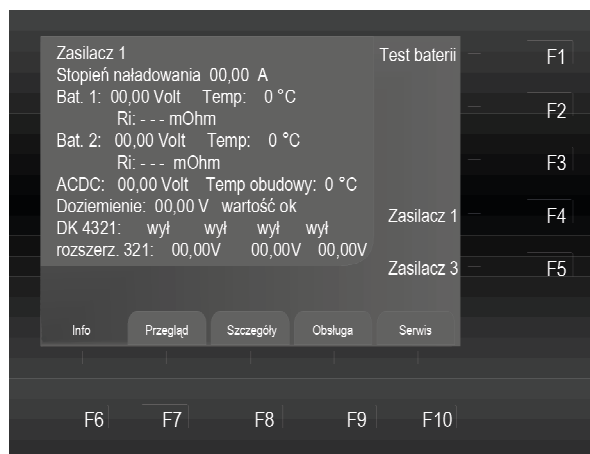 Zasilacz 1
Test baterii
F1
Stopień naładowania 00,00 A
Bat. 1: 00,00 Volt Temp: 0 °C
F2
Ri: - - - mOhm
Bat. 2: 00,00 Volt Temp: 0 °C
Ri: - - - mOhm
F3
ACDC: 00,00 Volt Temp obudowy: 0 °C
Doziemienie: 00,00 V wartość ok
Zasilacz 1
F4
DK 4321: wył wył wył wył
rozszerz. 321: 00,00V 00,00V 00,00V
Zasilacz 3
F5
Info Przegląd Szczegóły Obsługa Serwis
F6 F7 F8 F9 F10